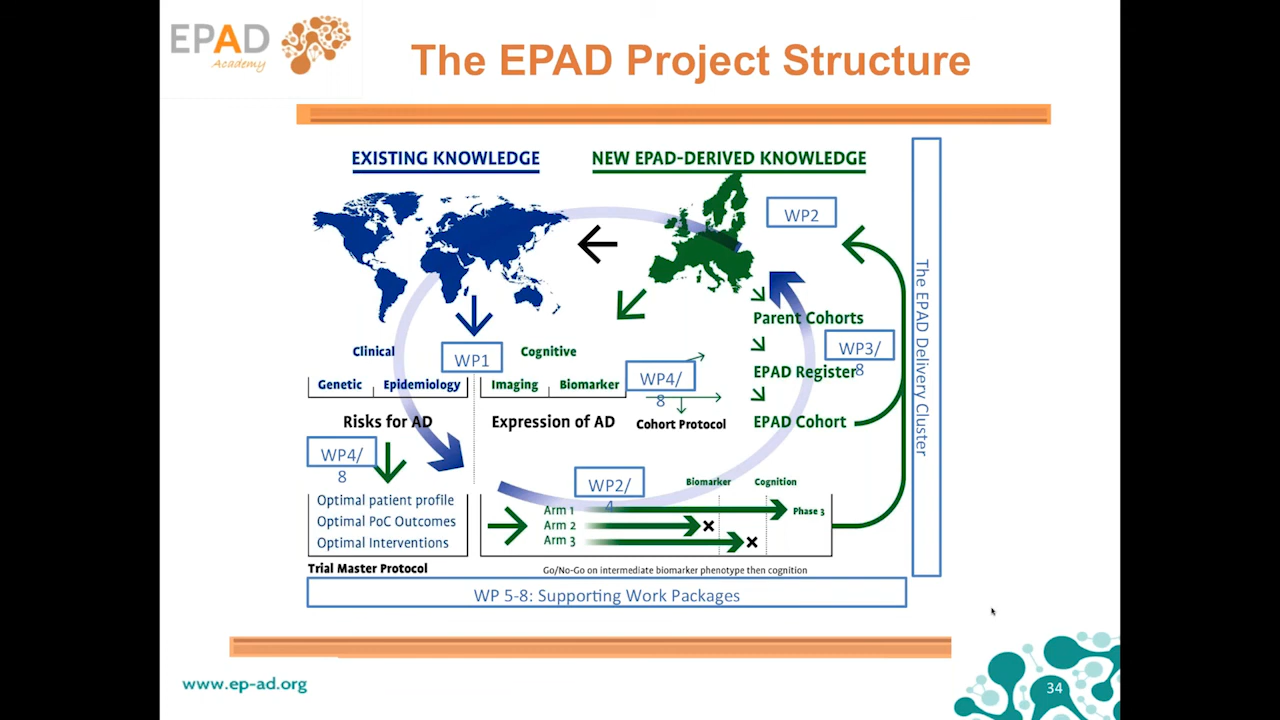 EPAD
Academy
The EPAD Project Structure
EXISTING KNOWLEDGE
NEW EPAD-DERIVED KNOWLEDGE
WP2
The EPAD Delivery Cluster
Parent Cohorts
WP3/
8
EPAD Register
EPAD Cohort
Clinical
WP1
Cognitive
Genetic
Epidemiology
Imaging
Biomarker
WP4/
8
Risks for AD
Expression of AD
Cohort Protocol
WP4/
8
WP2/
4
Biomarker
Cognition
Optimal patient profile
Optimal PoC Outcomes
Optimal Interventions
Arm 1
Arm 2
Arm 3
Phase 3
Trial Master Protocol
Go/No-Go on intermediate biomarker phenotype then cognition
WP 5-8: Supporting Work Packages
www.ep-ad.org
34